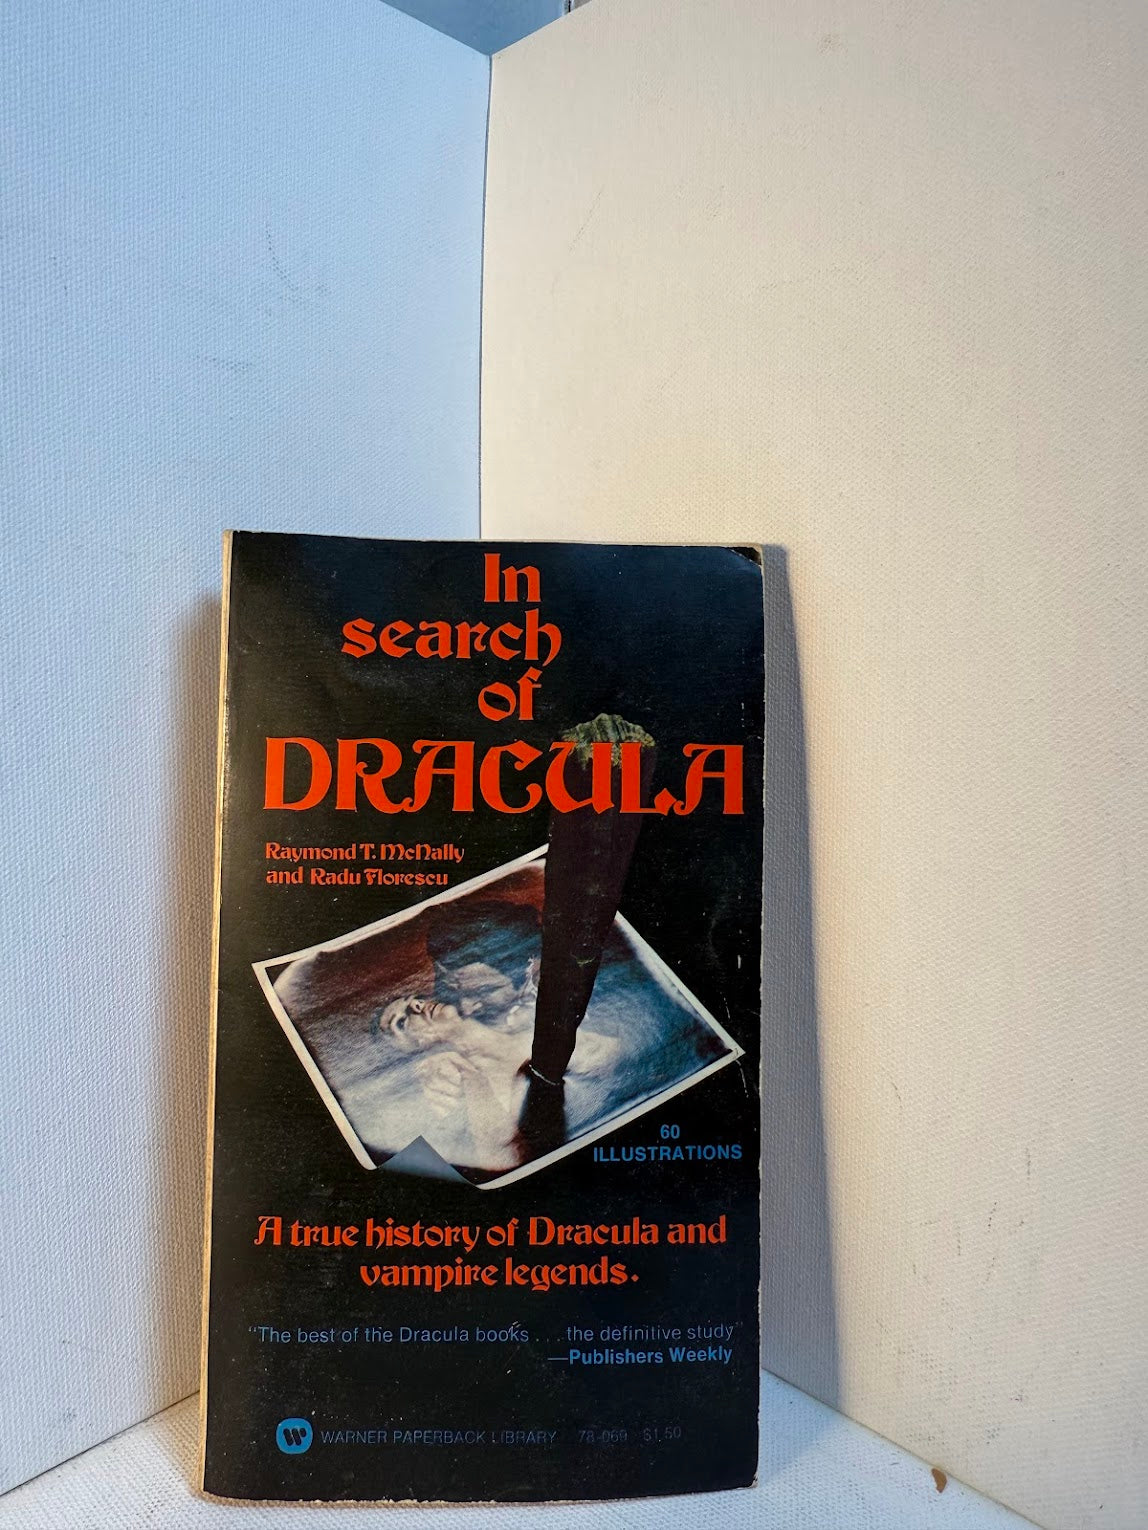 In
search
of
DRACULA
Raymond T. McNally
and Radu Florescu
60
ILLUSTRATIONS
A true history of Dracula and
vampire legends.
"The best of the Dracula books . . . the definitive study"
—Publishers Weekly
W WARNER PAPERBACK LIBRARY 78-069 $1.50